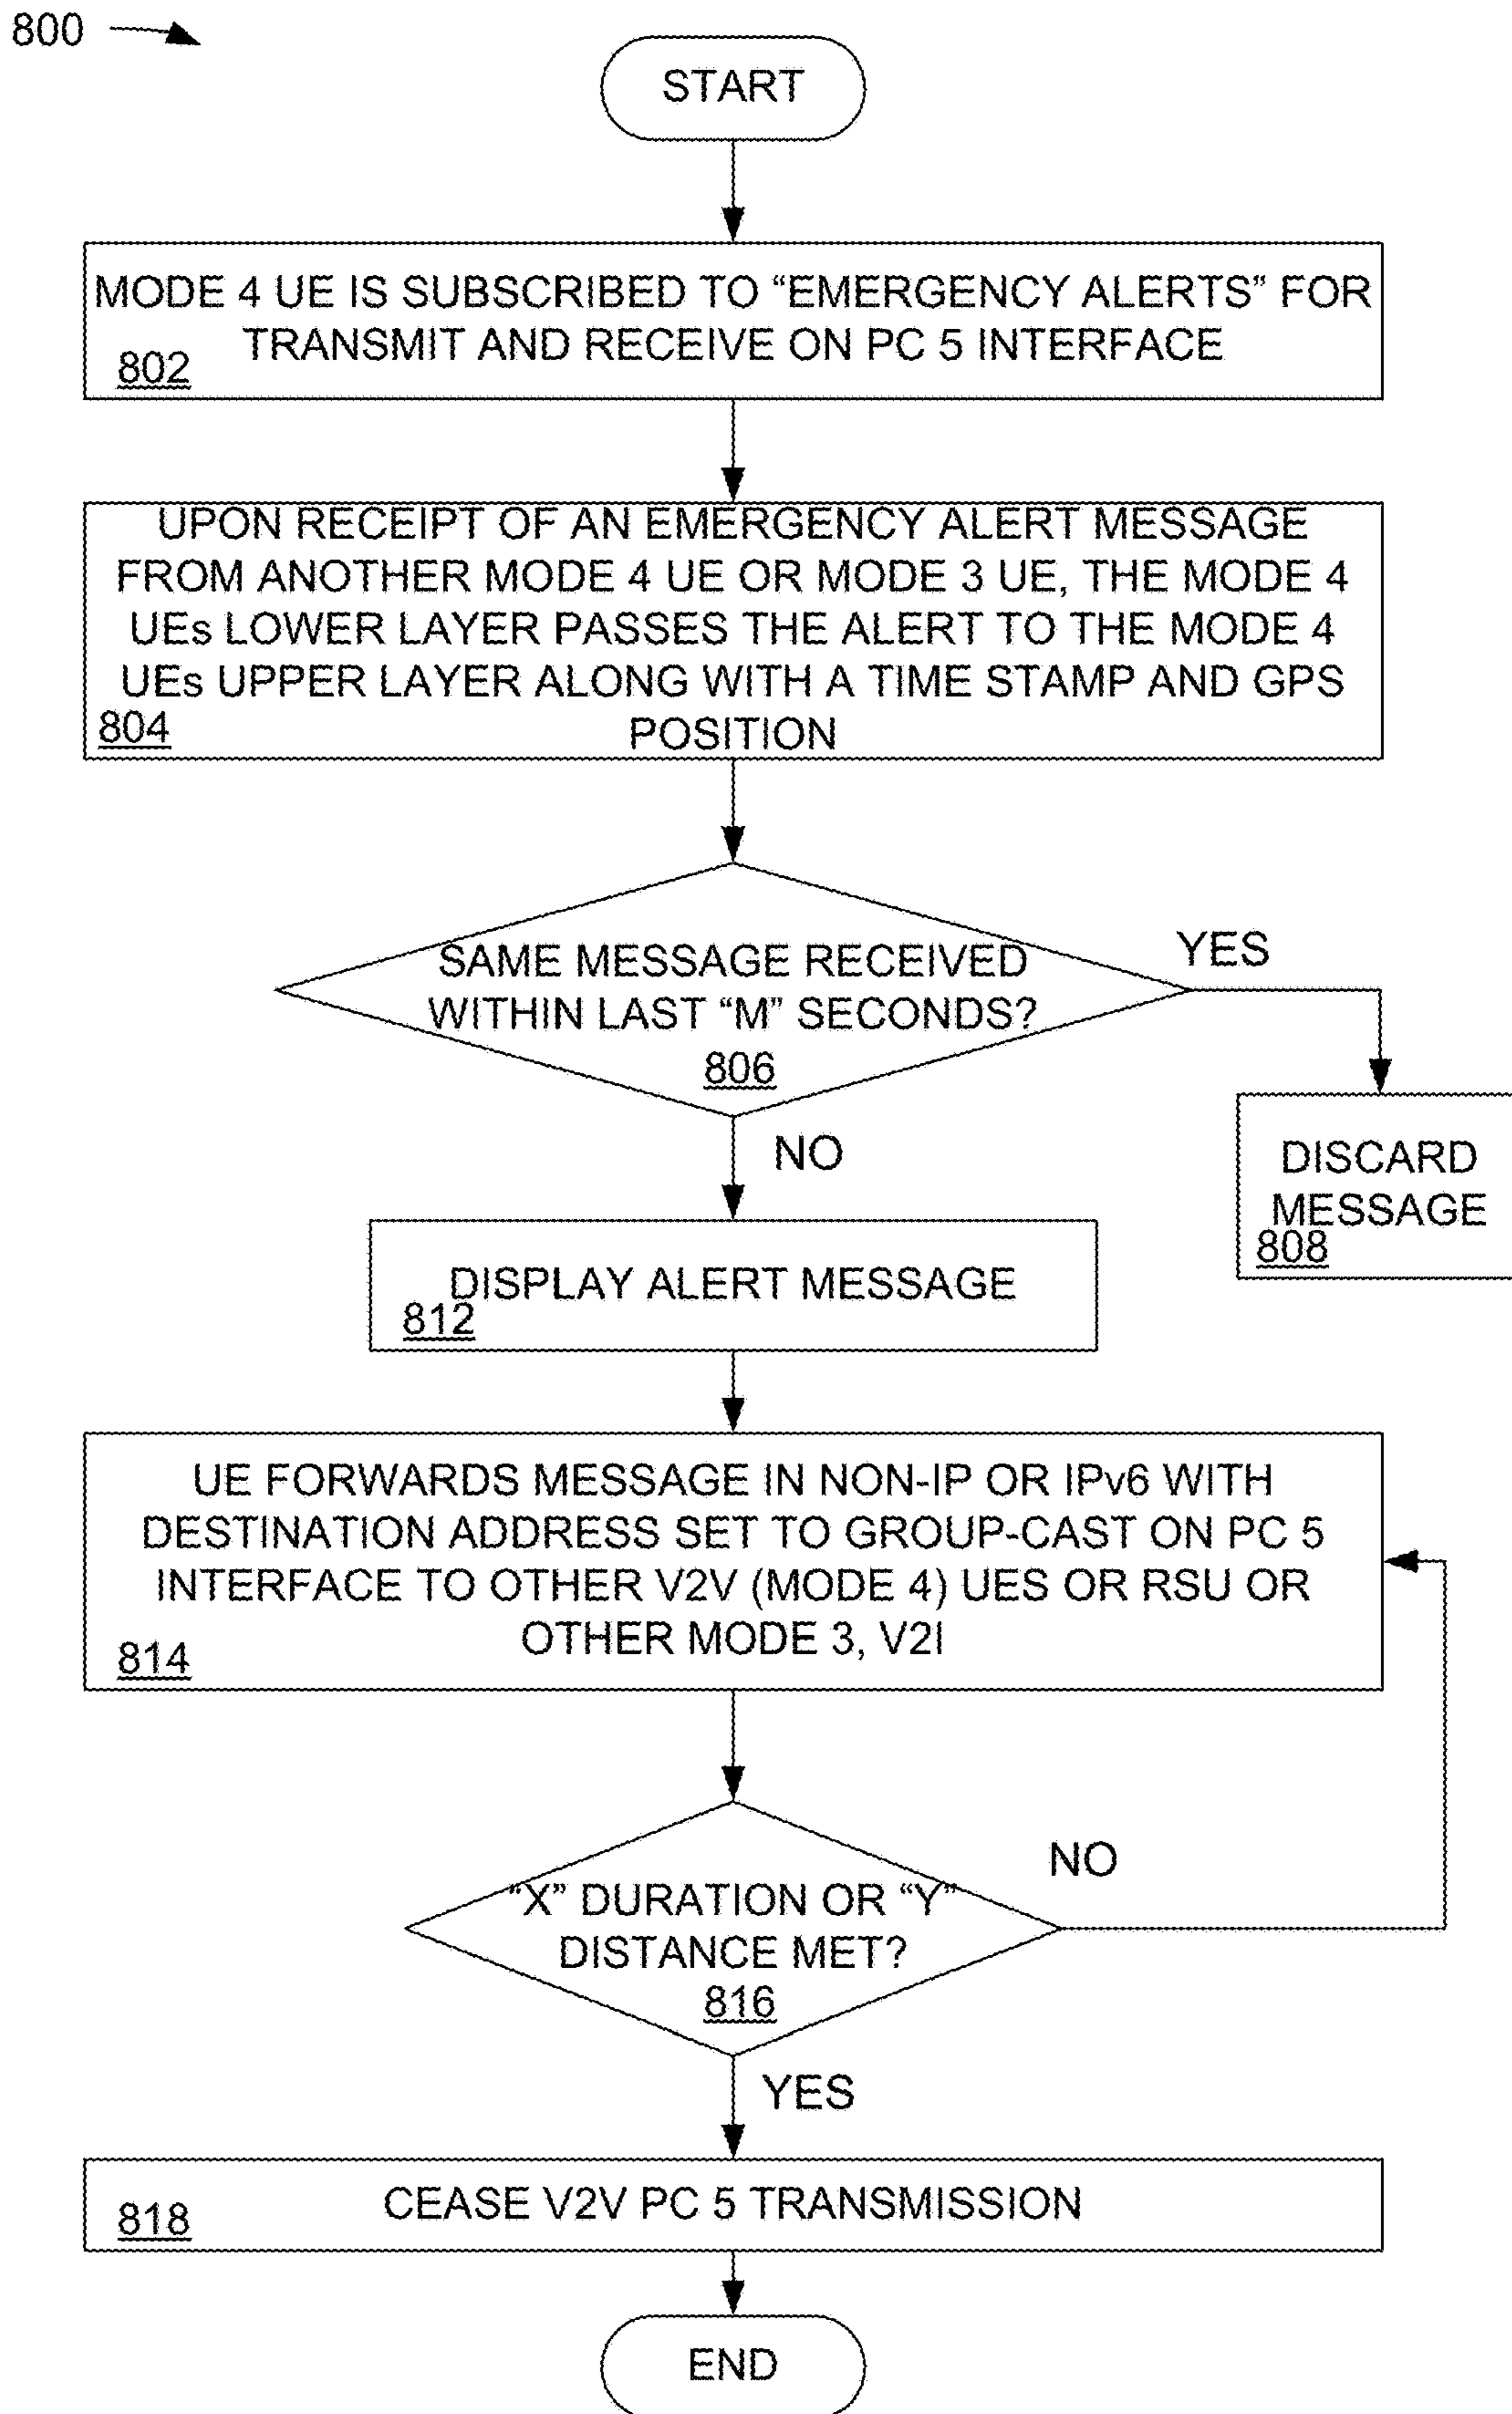 800
START
MODE 4 UE IS SUBSCRIBED TO “EMERGENCY ALERTS” FOR
TRANSMIT AND RECEIVE ON PC 5 INTERFACE
802
UPON RECEIPT OF AN EMERGENCY ALERT MESSAGE
FROM ANOTHER MODE 4 UE OR MODE 3 UE, THE MODE 4
UEs LOWER LAYER PASSES THE ALERT TO THE MODE 4
UEs UPPER LAYER ALONG WITH A TIME STAMP AND GPS
POSITION
804
SAME MESSAGE RECEIVED
WITHIN LAST “M” SECONDS?
806
YES
NO
DISCARD
MESSAGE
808
DISPLAY ALERT MESSAGE
812
UE FORWARDS MESSAGE IN NON-IP OR IPv6 WITH
DESTINATION ADDRESS SET TO GROUP-CAST ON PC 5
INTERFACE TO OTHER V2V (MODE 4) UES OR RSU OR
OTHER MODE 3, V2I
814
“X” DURATION OR “Y”
DISTANCE MET?
816
NO
YES
CEASE V2V PC 5 TRANSMISSION
818
END